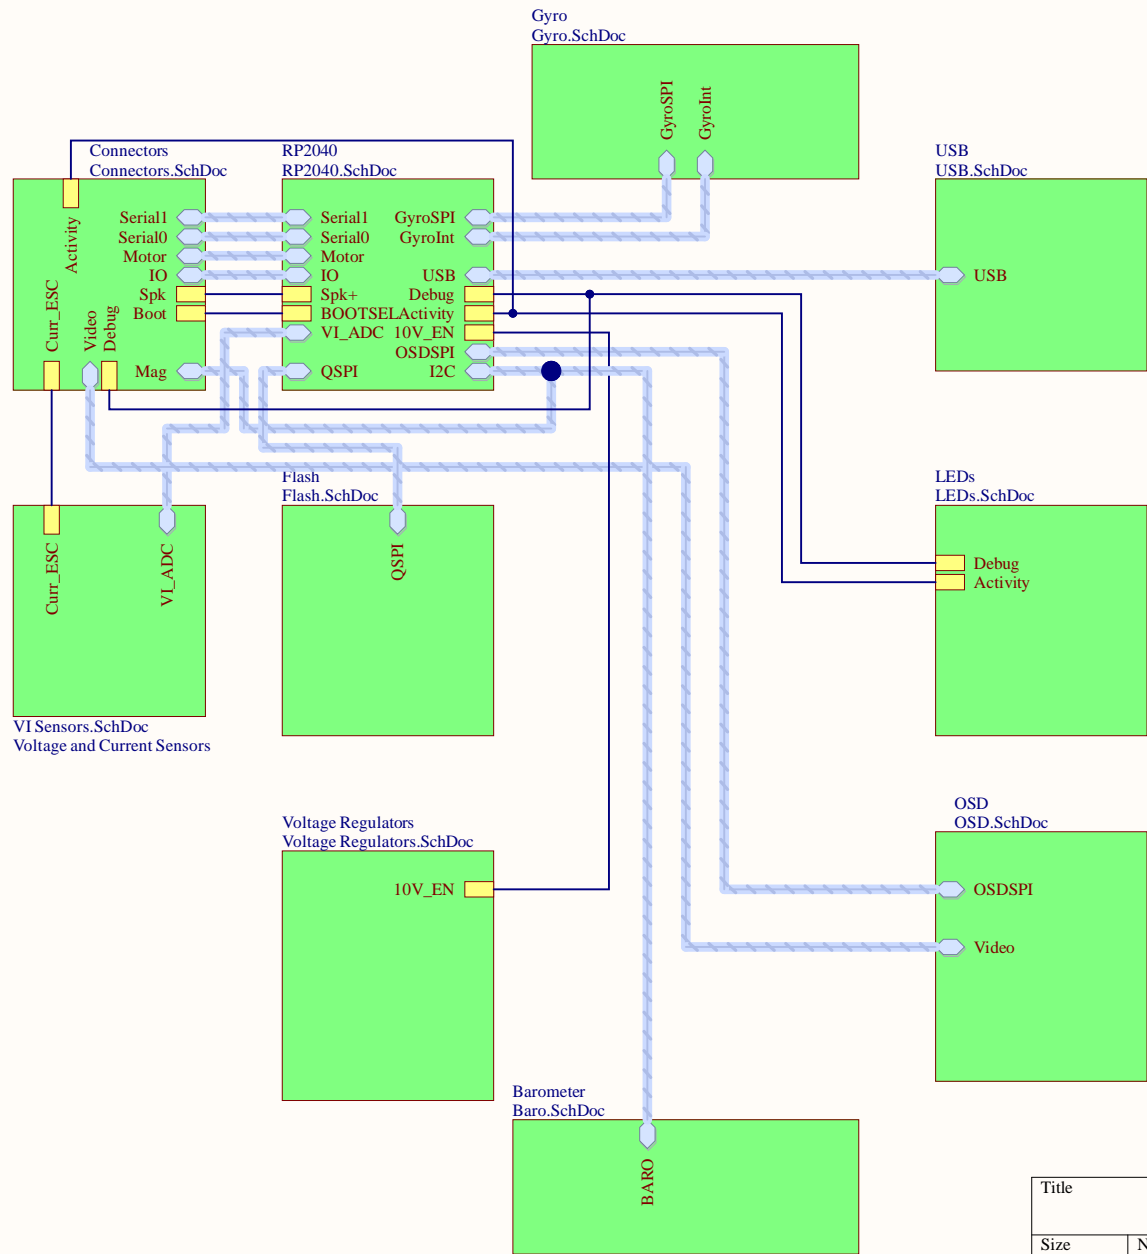 Gyro
Gyro.SchDoc
GyroSPI
GyroInt
Connectors
Connectors.SchDoc
Activity
Serial1
Serial0
Motor
IO
Spk
Boot
Curr_ESC
Video
Debug
Mag
RP2040
RP2040.SchDoc
Serial1
Serial0
Motor
IO
Spk+
BOOTSEL
VI_ADC
QSPI
GyroSPI
GyroInt
USB
Debug
Activity
10V_EN
OSDSPI
I2C
USB
USB.SchDoc
USB
Curr_ESC
VI_ADC
VI Sensors.SchDoc
Voltage and Current Sensors
Flash
Flash.SchDoc
QSPI
LEDs
LEDs.SchDoc
Debug
Activity
Voltage Regulators
Voltage Regulators.SchDoc
10V_EN
OSD
OSD.SchDoc
OSDSPI
Video
Barometer
Baro.SchDoc
BARO
Title
Size
N